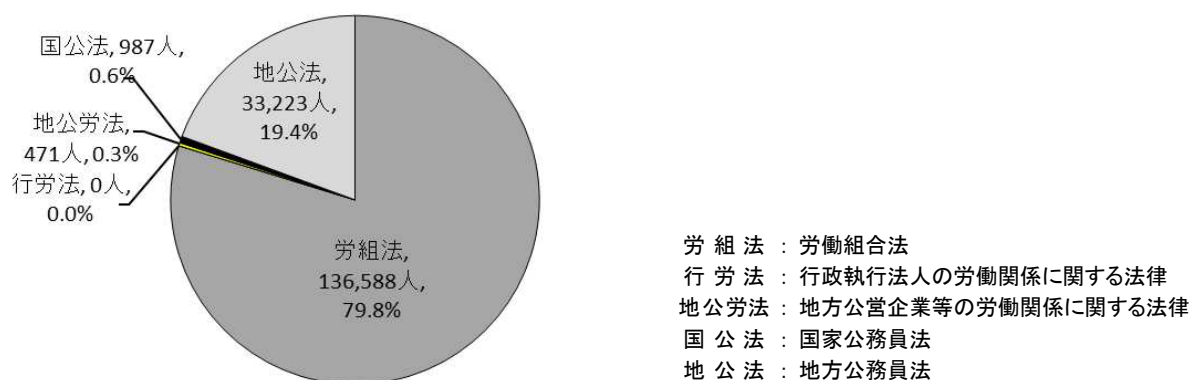 国公法, 987人,
0.6%
地公法,
33,223人,
19.4%
地公労法,
471人, 0.3%
行労法, 0人,
0.0%
労組法,
136,588人,
79.8%
労 組 法 : 労働組合法
行 労 法 : 行政執行法人の労働関係に関する法律
地公労法 : 地方公営企業等の労働関係に関する法律
国 公 法 : 国家公務員法
地 公 法 : 地方公務員法